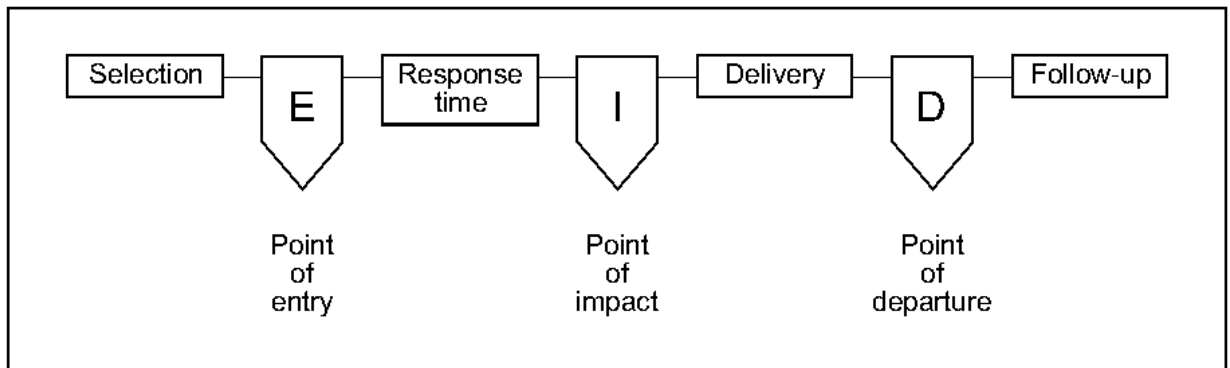 Selection
E
Response
time
I
Delivery
D
Follow-up
Point
of
entry
Point
of
impact
Point
of
departure